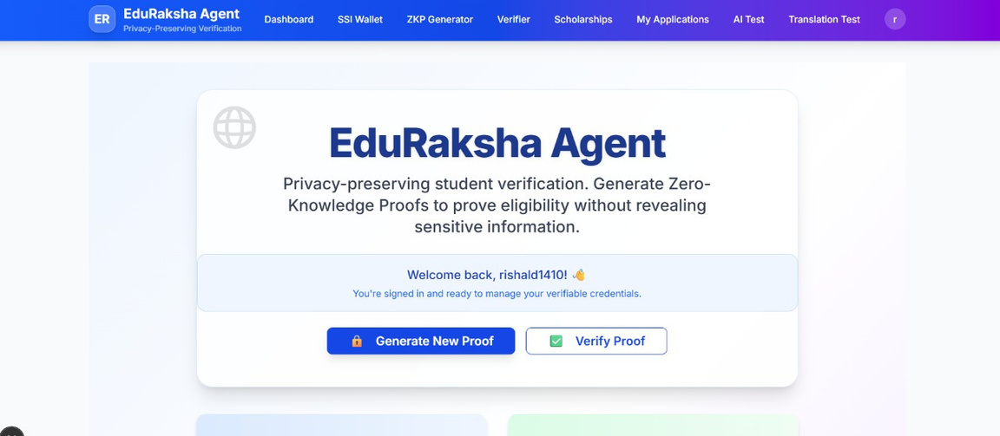 ER
EduRaksha Agent
Privacy-Preserving Verification
Dashboard
SSI Wallet
ZKP Generator
Verifier
Scholarships
My Applications
AI Test
Translation Test
r
EduRaksha Agent
Privacy-preserving student verification. Generate Zero-
Knowledge Proofs to prove eligibility without revealing
sensitive information.
Welcome back, rishald1410! 👋
You're signed in and ready to manage your verifiable credentials.
🔒 Generate New Proof
✅ Verify Proof